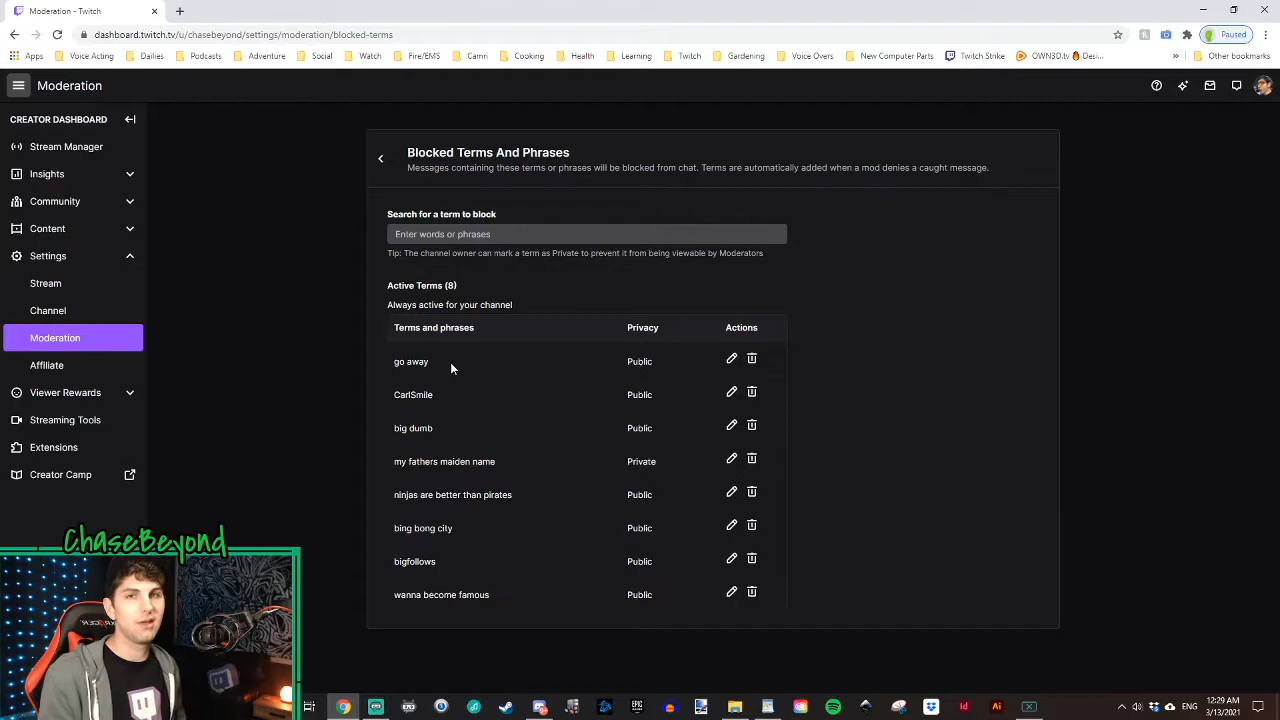 Moderation - Twitch
dashboard.twitch.tv/u/chasebeyond/settings/moderation/blocked-terms
Paused
Apps
Voice Acting
Dailies
Podcasts
Adventure
Social
Watch
Fire/EMS
Camri
Cooking
Health
Learning
Twitch
Gardening
Voice Overs
New Computer Parts
Twitch Strike
OWN3D.tv
Desi...
»
Other bookmarks
Moderation
CREATOR DASHBOARD
Stream Manager
Insights
Community
Content
Settings
Stream
Channel
Moderation
Affiliate
Viewer Rewards
Streaming Tools
Extensions
Creator Camp
Blocked Terms And Phrases
Messages containing these terms or phrases will be blocked from chat. Terms are automatically added when a mod denies a caught message.
Search for a term to block
Enter words or phrases
Tip: The channel owner can mark a term as Private to prevent it from being viewable by Moderators
Active Terms (8)
Always active for your channel
Terms and phrases Privacy Actions
go away Public
CarlSmile Public
big dumb Public
my fathers maiden name Private
ninjas are better than pirates Public
bing bong city Public
bigfollows Public
wanna become famous Public
ChaseBeyond
Id
Ai
12:29 AM
3/13/2021